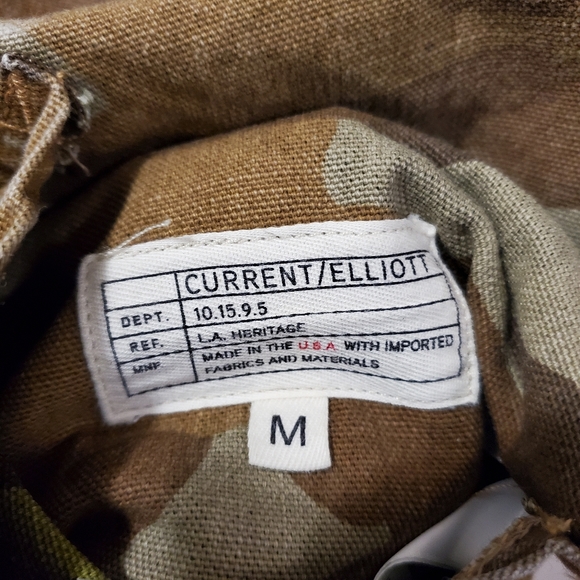 CURRENT/ELLIOTT
DEPT. 10.15.9.5
REF. L.A. HERITAGE
MNF MADE IN THE U S A WITH IMPORTED
FABRICS AND MATERIALS
M